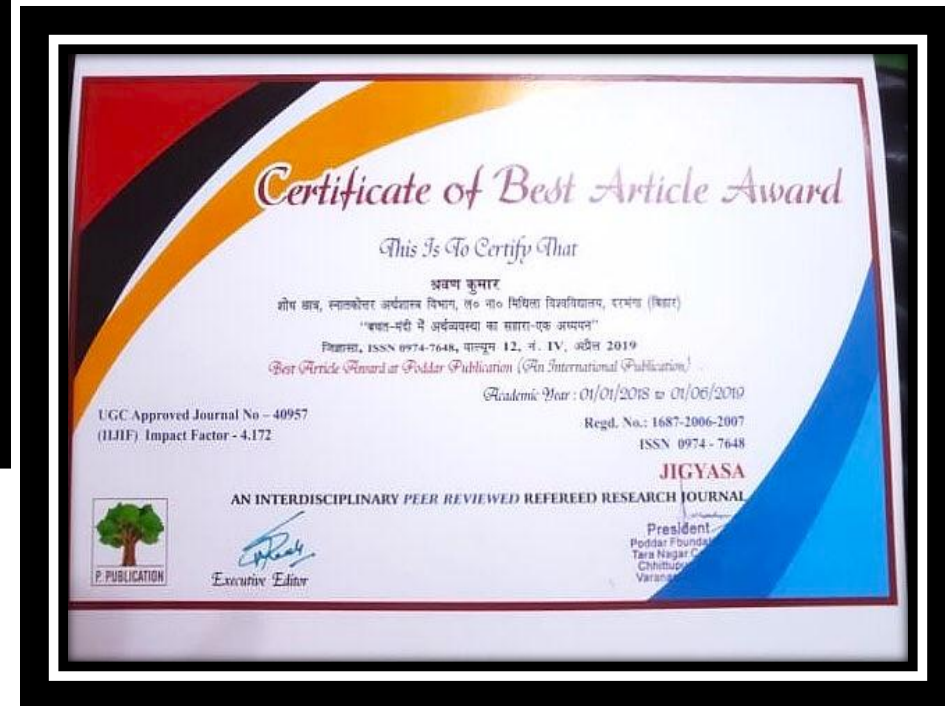 Certificate of Best Article Award
This Is To Certify That
श्रवण कुमार
शोध छात्र, स्नातकोत्तर अर्थशास्त्र विभाग, ल० ना० मिथिला विश्वविद्यालय, दरभंगा (बिहार)
"बचत-मंदी में अर्थव्यवस्था का सहारा-एक अध्ययन"
जिज्ञासा, ISSN 0974-7648, वाल्यूम 12, नं. IV, अप्रैल 2019
Best Article Award at Poddar Publication (An International Publication)
Academic Year : 01/01/2018 to 01/06/2019
UGC Approved Journal No – 40957
(IIJIF) Impact Factor - 4.172
Regd. No.: 1687-2006-2007
ISSN 0974 - 7648
JIGYASA
AN INTERDISCIPLINARY PEER REVIEWED REFEREED RESEARCH JOURNAL
P. PUBLICATION
Executive Editor
President
Poddar
Tara Nagar